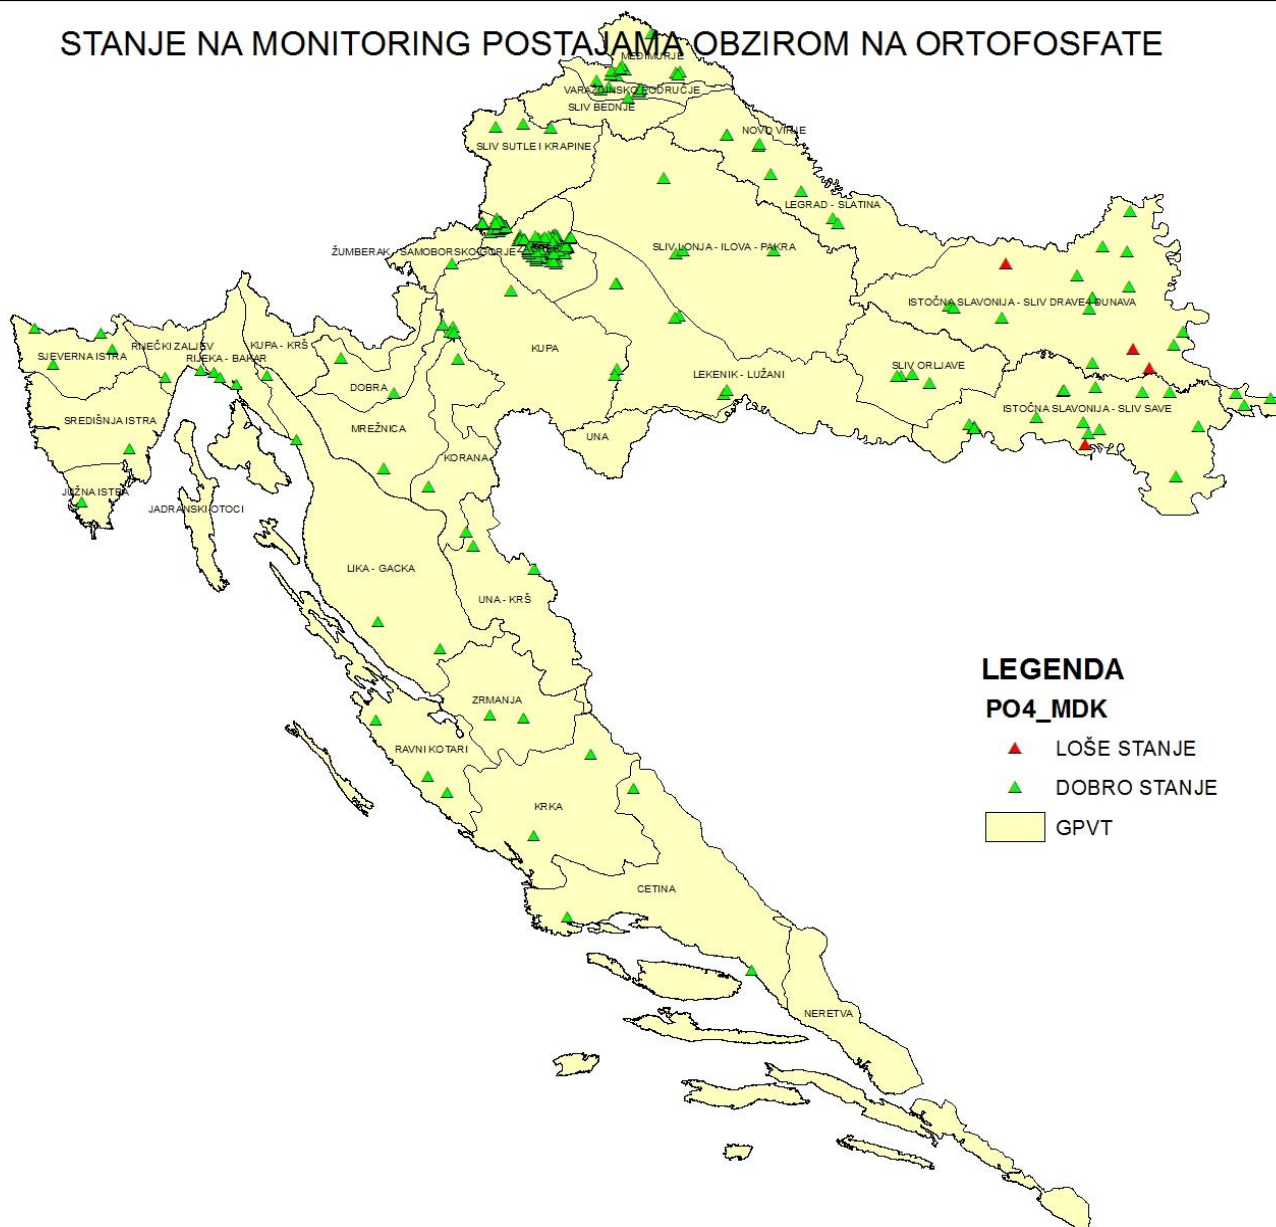 STANJE NA MONITORING POSTAJAMA OBZIROM NA ORTOFOSFATE
MEĐIMURJE
VARAŽDINSKO PODRUČJE
SLIV BEDNJE
NOVO VIRJE
SLIV SUTLE I KRAPINE
LEGRAD - SLATINA
SLIV LONJA - ILOVA - PAKRA
ŽUMBERAK - SAMOBORSKO GORJE
ISTOČNA SLAVONIJA - SLIV DRAVE I DUNAVA
KUPA - KRŠ
RIJEČKI ZALJEV
SJEVERNA ISTRA
RIJEKA - BAKAR
KUPA
SLIV ORLJAVE
LEKENIK - LUŽANI
DOBRA
ISTOČNA SLAVONIJA - SLIV SAVE
SREDIŠNJA ISTRA
MREŽNICA
UNA
KORANA
JUŽNA ISTRA
JADRANSKI OTOCI
LIKA - GACKA
UNA - KRŠ
LEGENDA
ZRMANJA
PO4_MDK
RAVNI KOTARI
LOŠE STANJE
DOBRO STANJE
KRKA
GPVT
CETINA
NERETVA